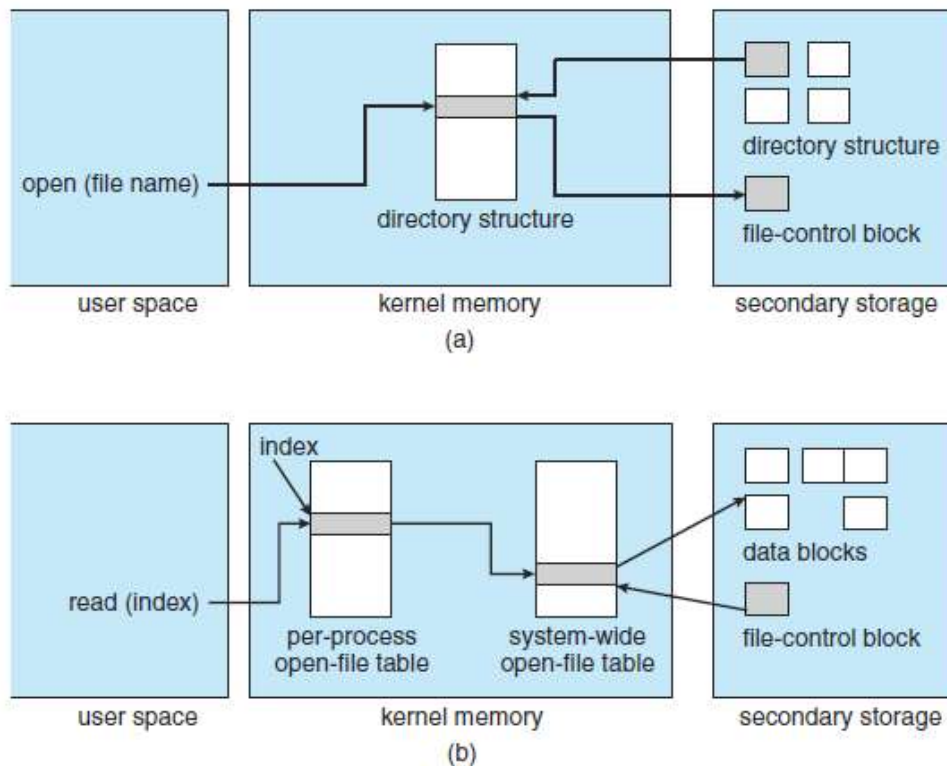 open (file name)
directory structure
directory structure
file-control block
user space
kernel memory
secondary storage
(a)
index
read (index)
per-process
open-file table
system-wide
open-file table
data blocks
file-control block
user space
kernel memory
secondary storage
(b)